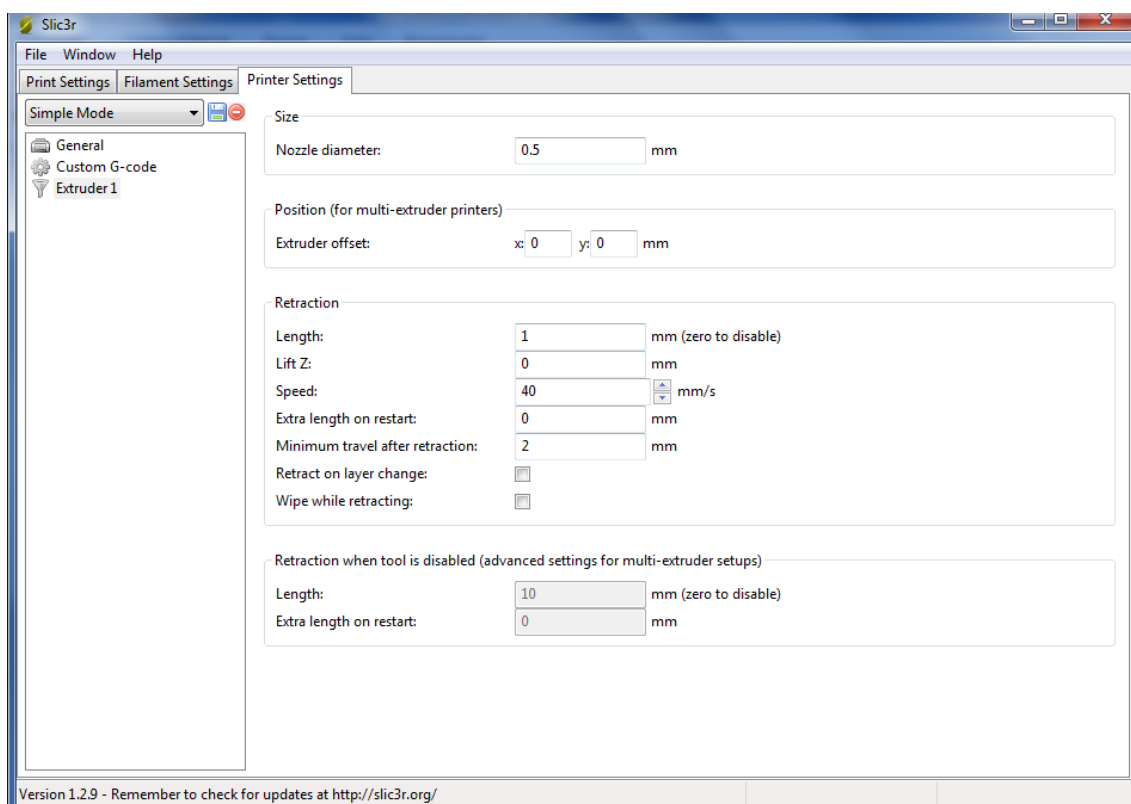 Slic3r
File Window Help
Print Settings Filament Settings Printer Settings
Simple Mode
General
Custom G-code
Extruder 1
Size
Nozzle diameter: 0.5 mm
Position (for multi-extruder printers)
Extruder offset: x: 0 y: 0 mm
Retraction
Length: 1 mm (zero to disable)
Lift Z: 0 mm
Speed: 40 mm/s
Extra length on restart: 0 mm
Minimum travel after retraction: 2 mm
Retract on layer change:
Wipe while retracting:
Retraction when tool is disabled (advanced settings for multi-extruder setups)
Length: 10 mm (zero to disable)
Extra length on restart: 0 mm
Version 1.2.9 - Remember to check for updates at http://slic3r.org/